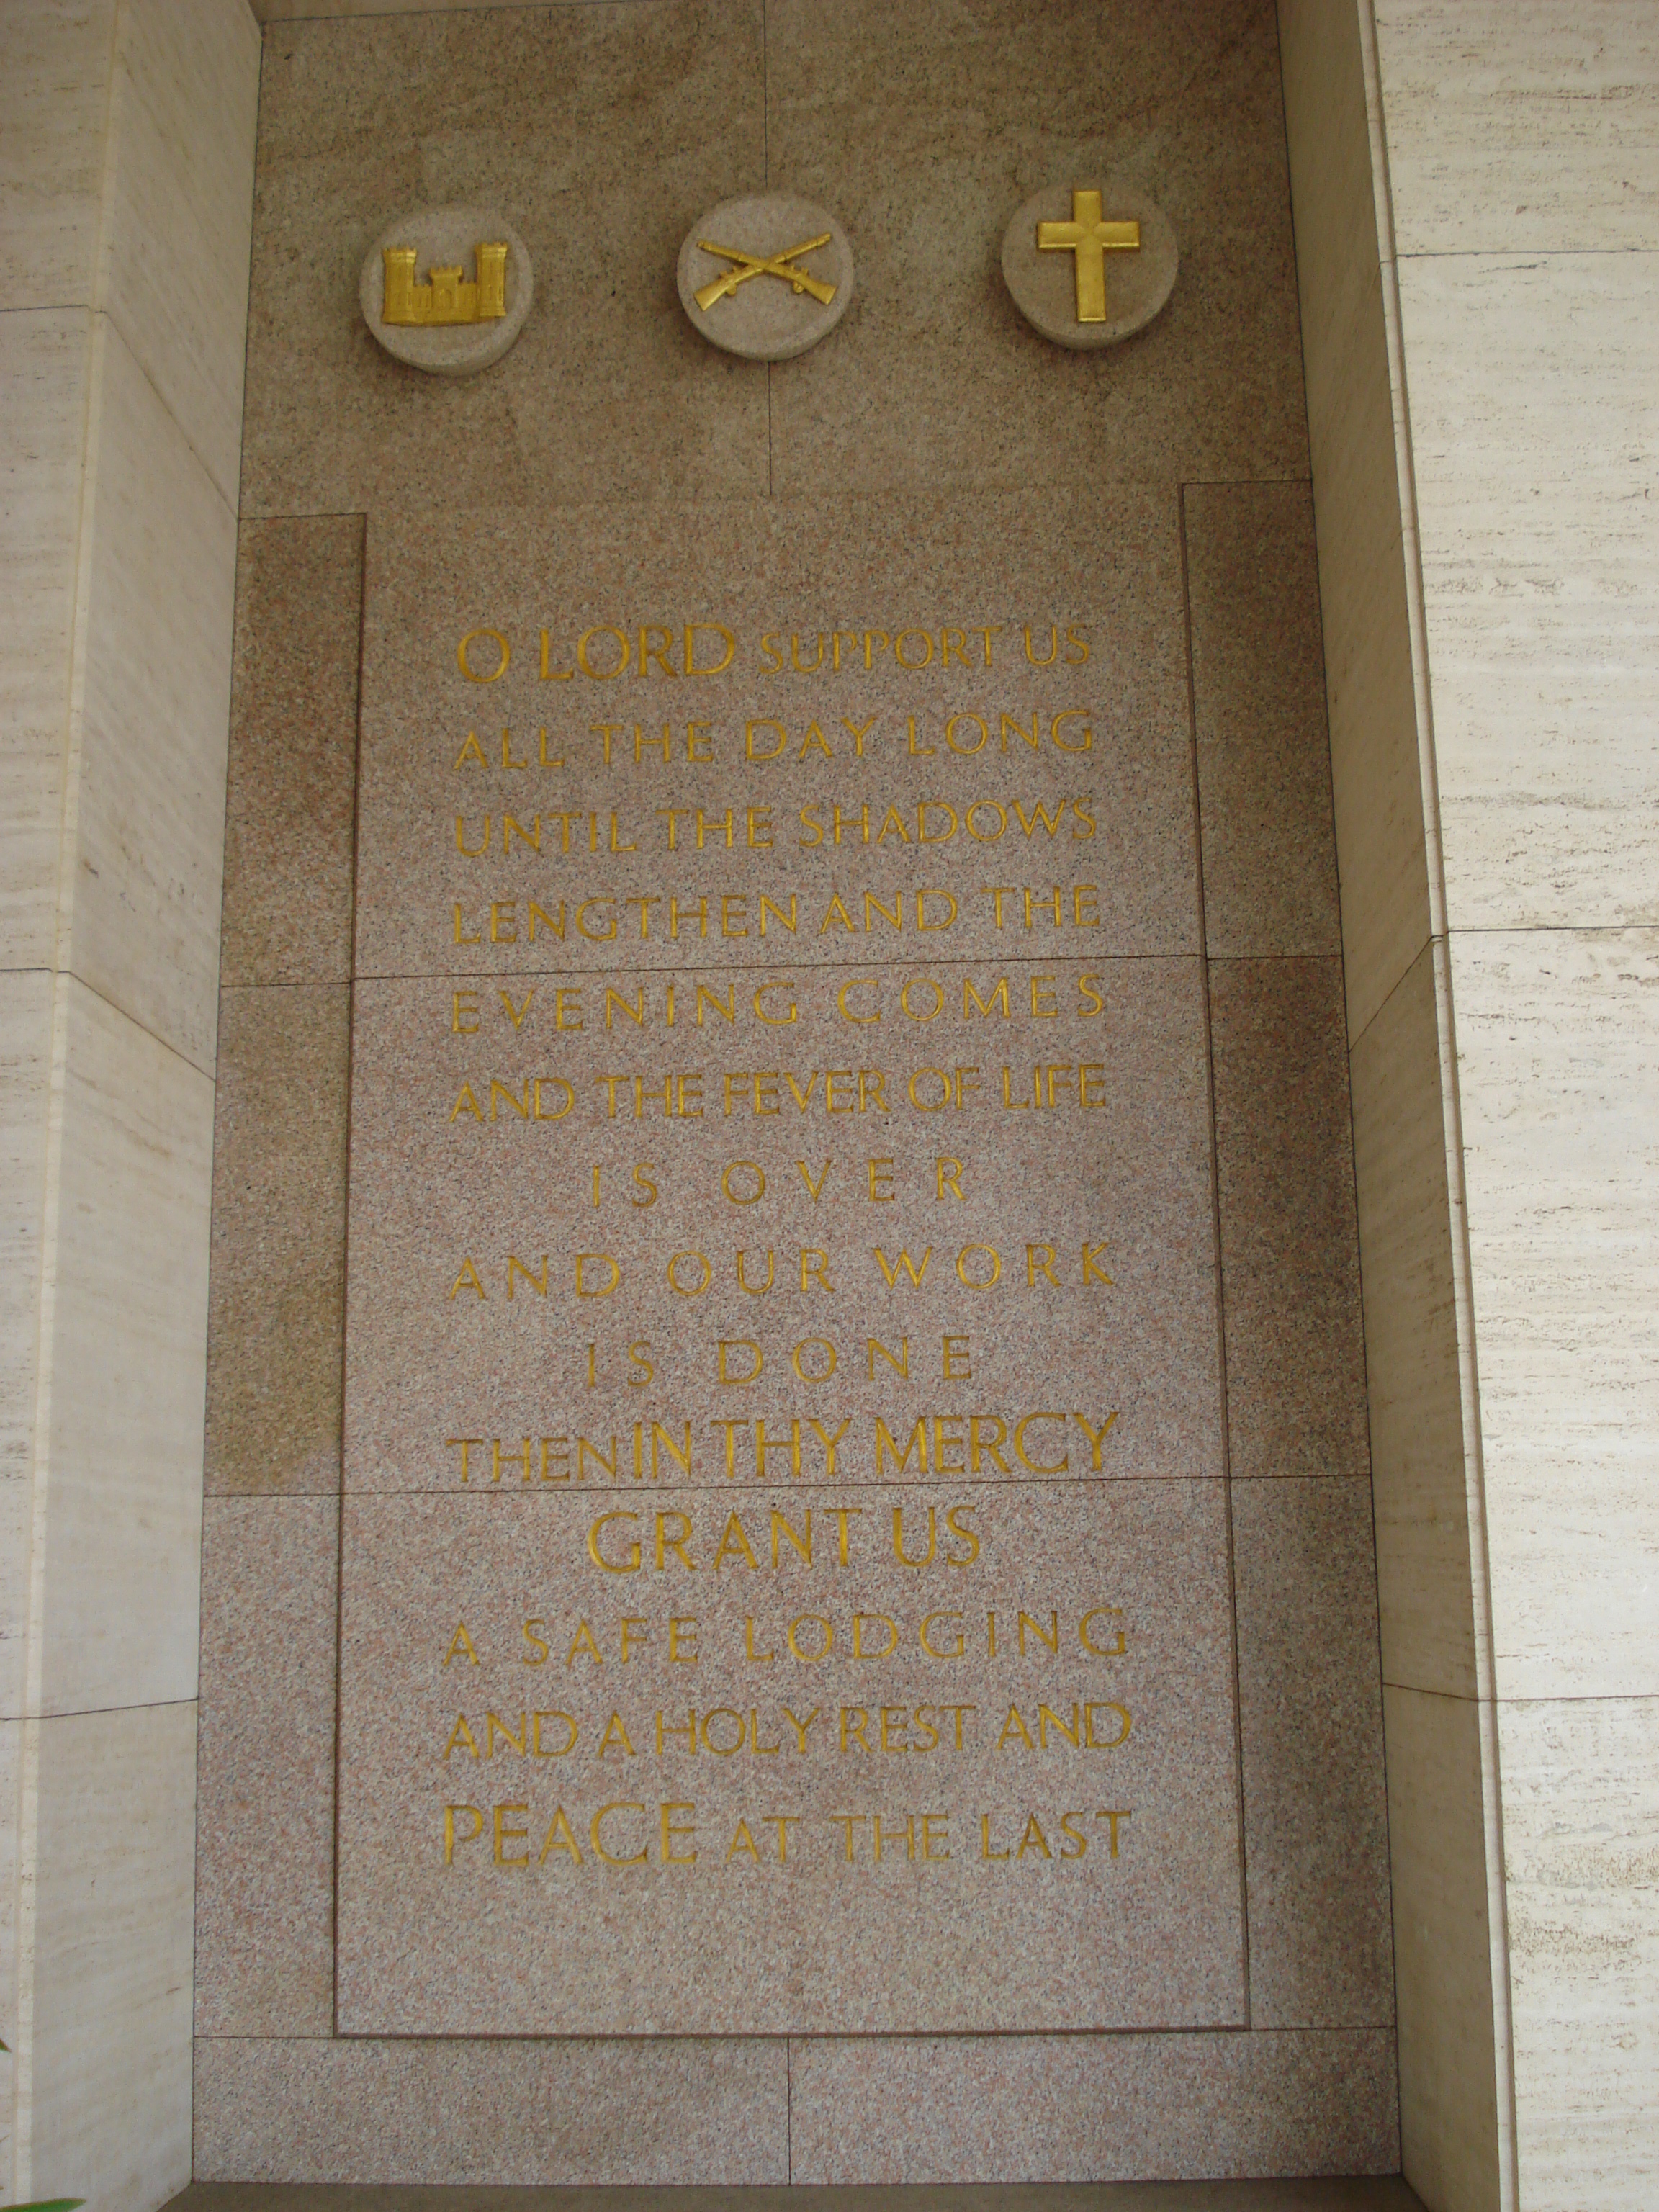 O LORD SUPPORT US
ALL THE DAY LONG
UNTIL THE SHADOWS
LENGTHEN AND THE
EVENING COMES
AND THE FEVER OF LIFE
IS OVER
AND OUR WORK
IS DONE
THEN IN THY MERCY
GRANT US
A SAFE LODGING
AND A HOLY REST AND
PEACE AT THE LAST